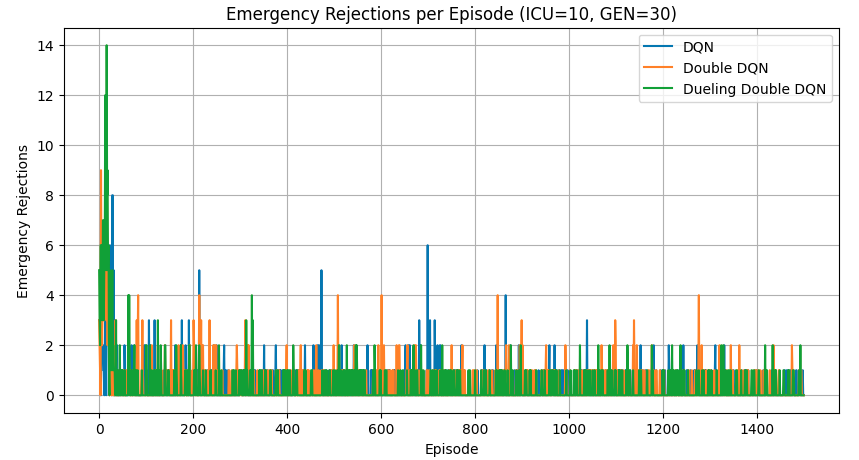 Emergency Rejections per Episode (ICU=10, GEN=30)
DQN
Double DQN
Dueling Double DQN
Emergency Rejections
14
12
10
8
6
4
2
0
0 200 400 600 800 1000 1200 1400
Episode